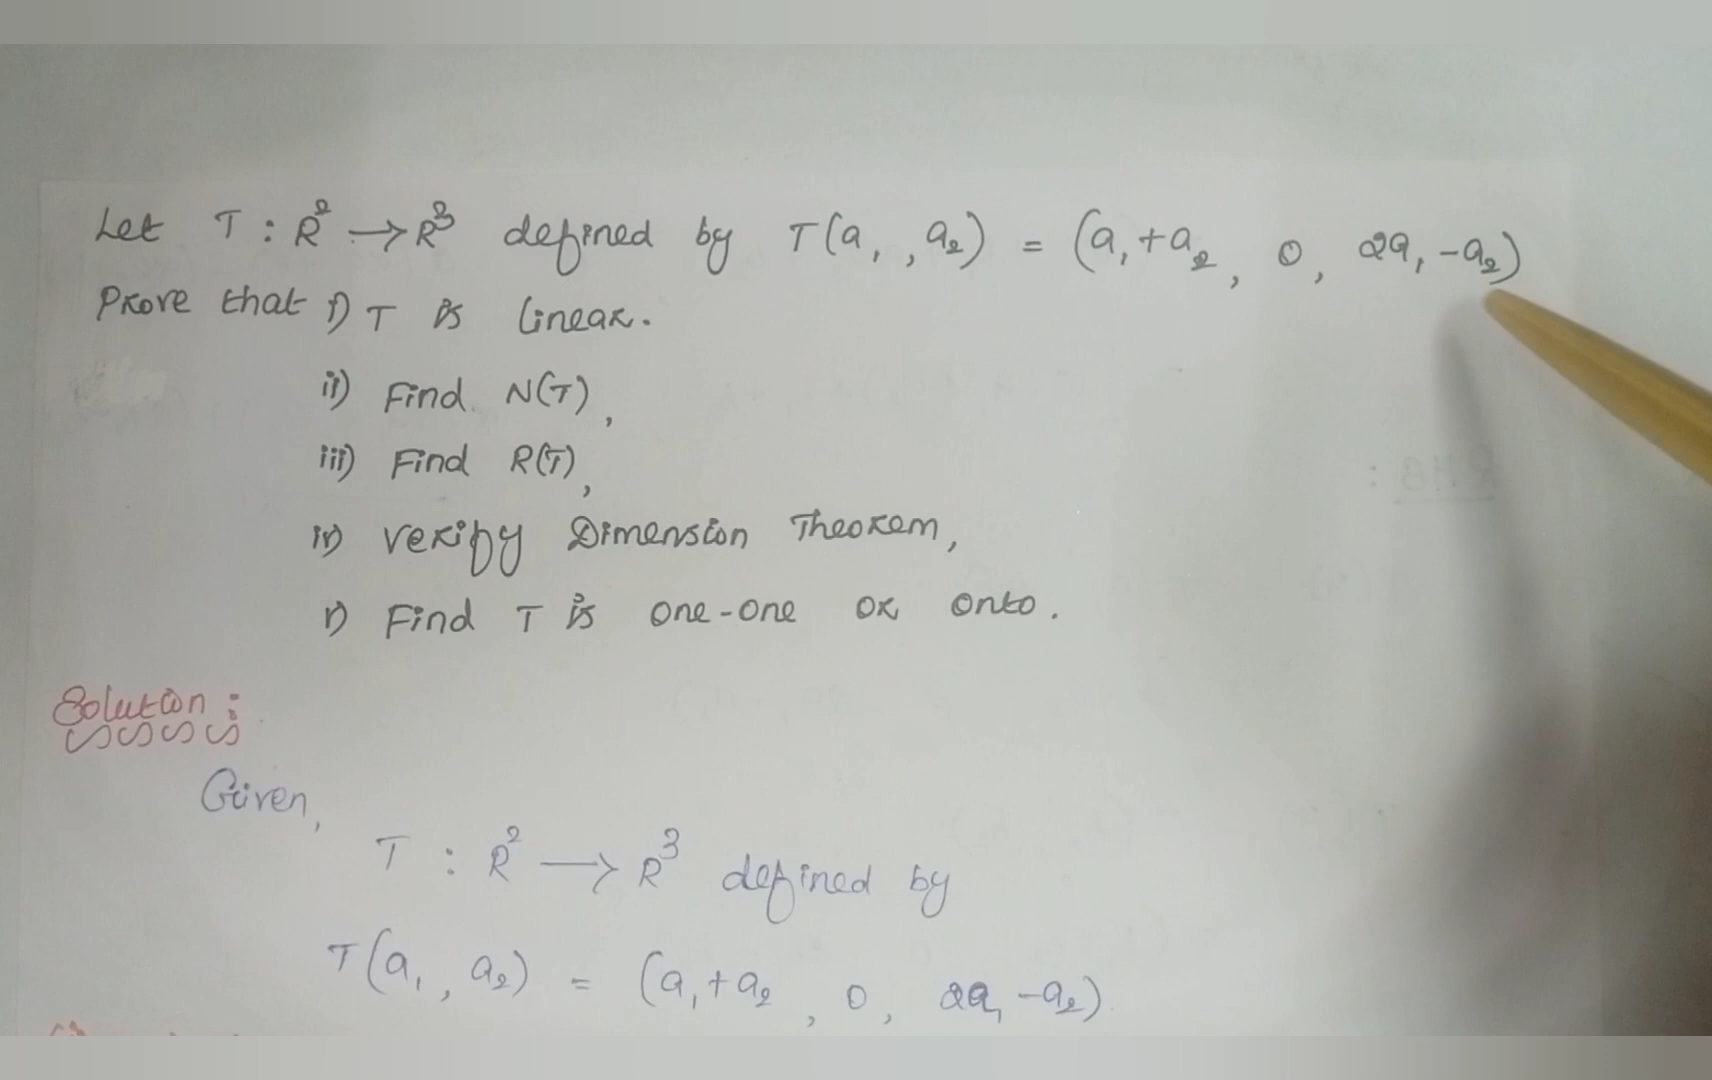 Let T : R² → R³ defined by T(a₁, a₂) = (a₁+a₂, 0, 2a₁-a₂)
Prove that i) T is linear.
ii) Find N(T),
iii) Find R(T),
iv) Verify Dimension Theorem,
v) Find T is one-one or onto.
Solution:
Given,
T : R² → R³ defined by
T(a₁, a₂) = (a₁+a₂, 0, 2a₁-a₂).